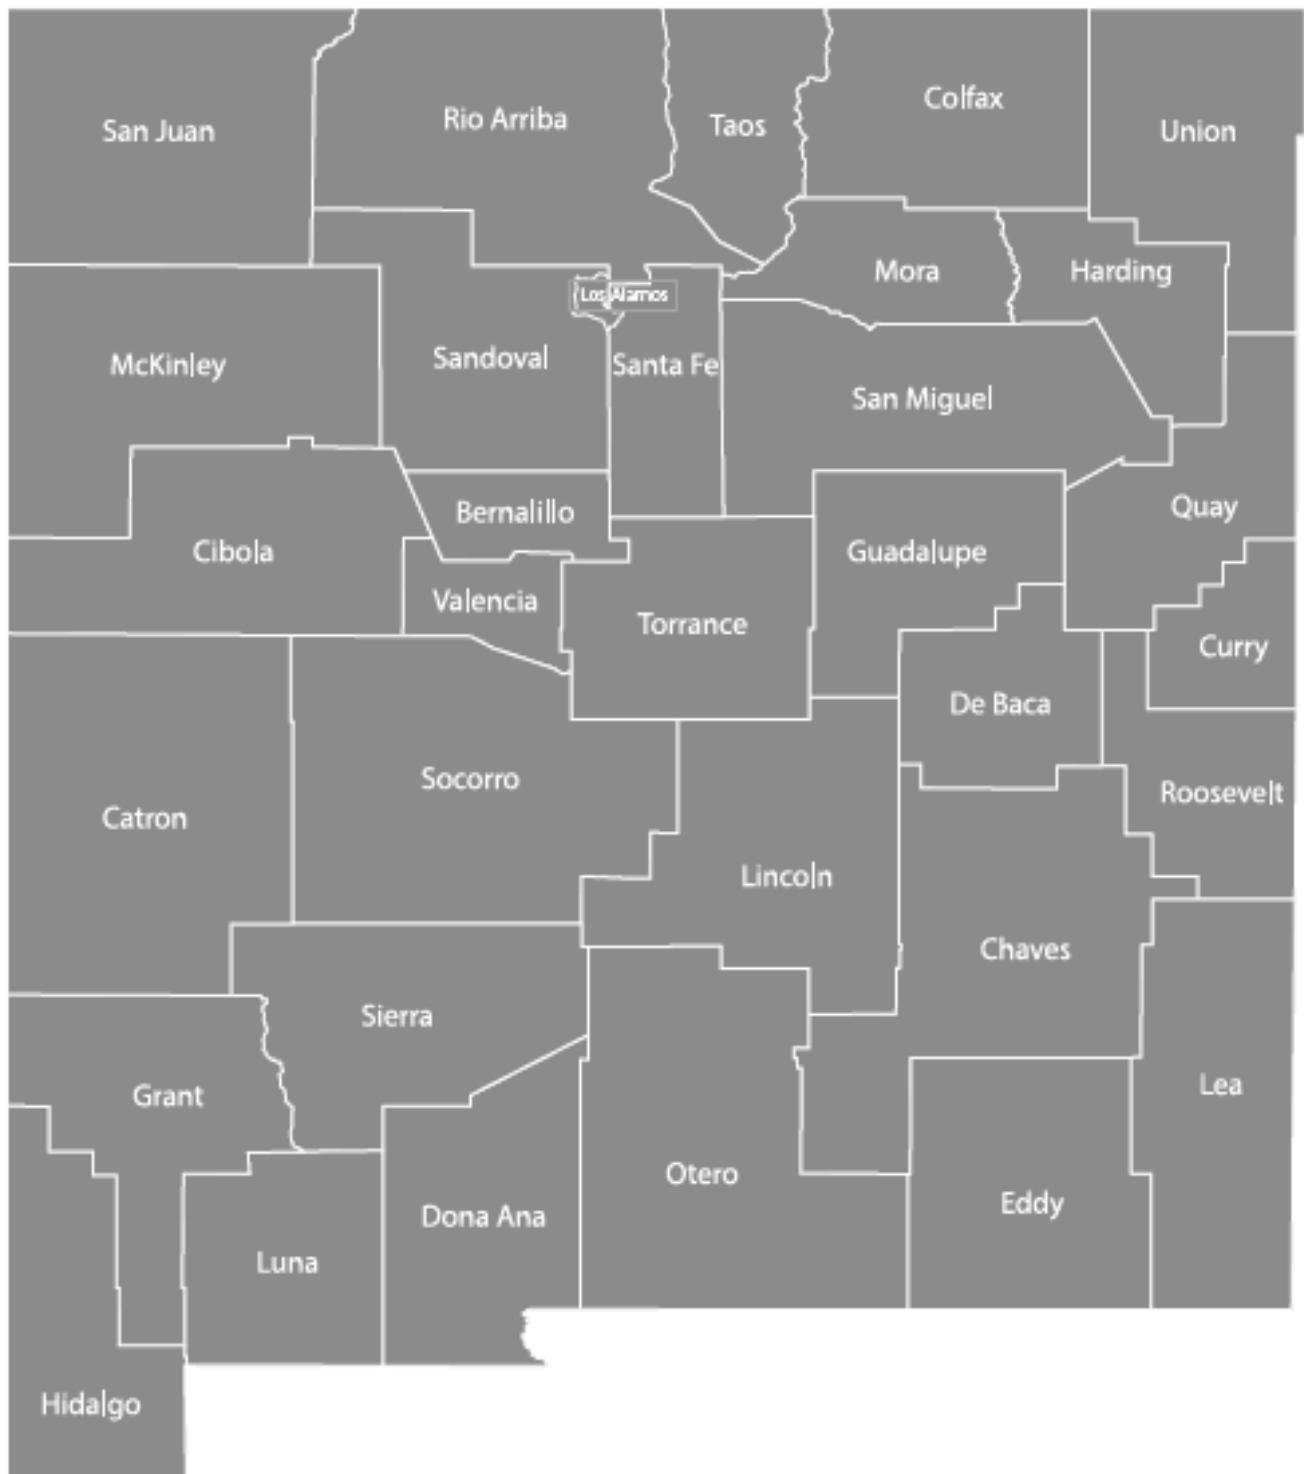 Colfax
Rio Arriba
Taos
San Juan
Union
Mora
Harding
Los Alamos
Sandoval
McKinley
Santa Fe
San Miguel
Quay
Bernalillo
Cibola
Guadalupe
Valencia
Torrance
Curry
De Baca
Socorro
Roosevelt
Catron
Lincoln
Chaves
Sierra
Lea
Grant
Otero
Eddy
Dona Ana
Luna
Hidalgo